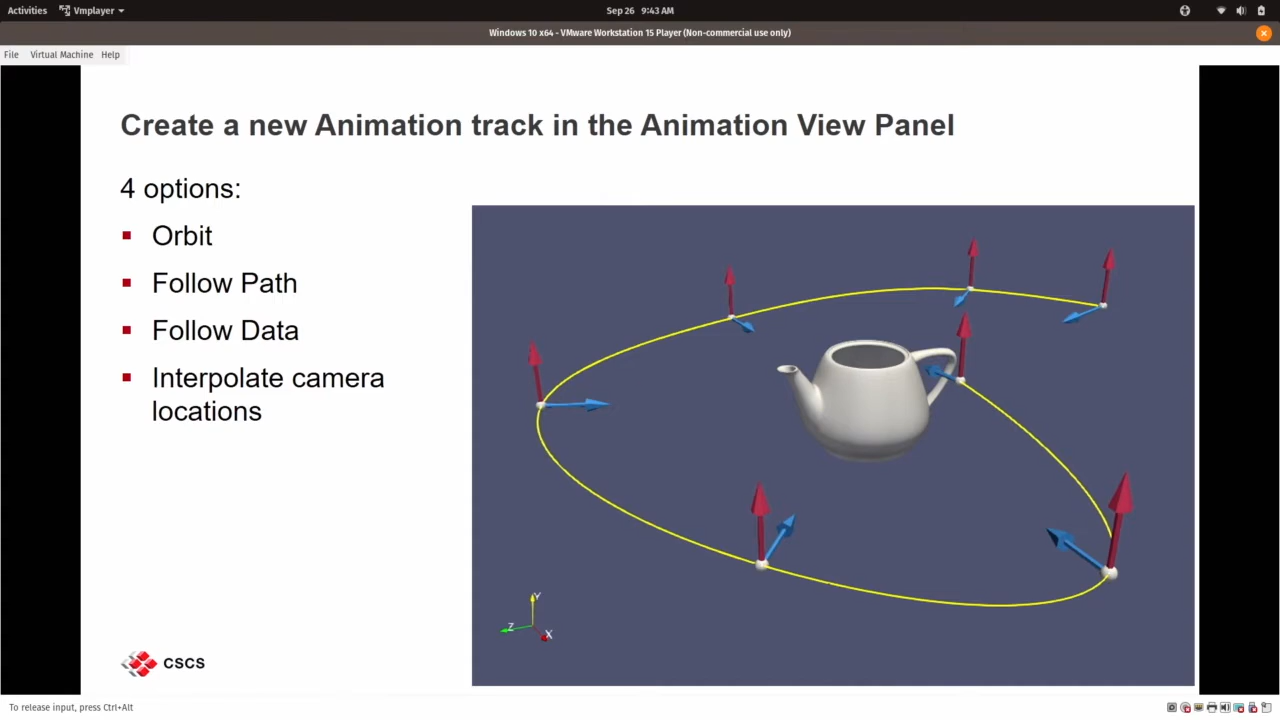 Activities
Vmplayer
Sep 26 9:43 AM
Windows 10 x64 - VMware Workstation 15 Player (Non-commercial use only)
File Virtual Machine Help
Create a new Animation track in the Animation View Panel
4 options:
Orbit
Follow Path
Follow Data
Interpolate camera
locations
Y
Z
X
CSCS
To release input, press Ctrl+Alt